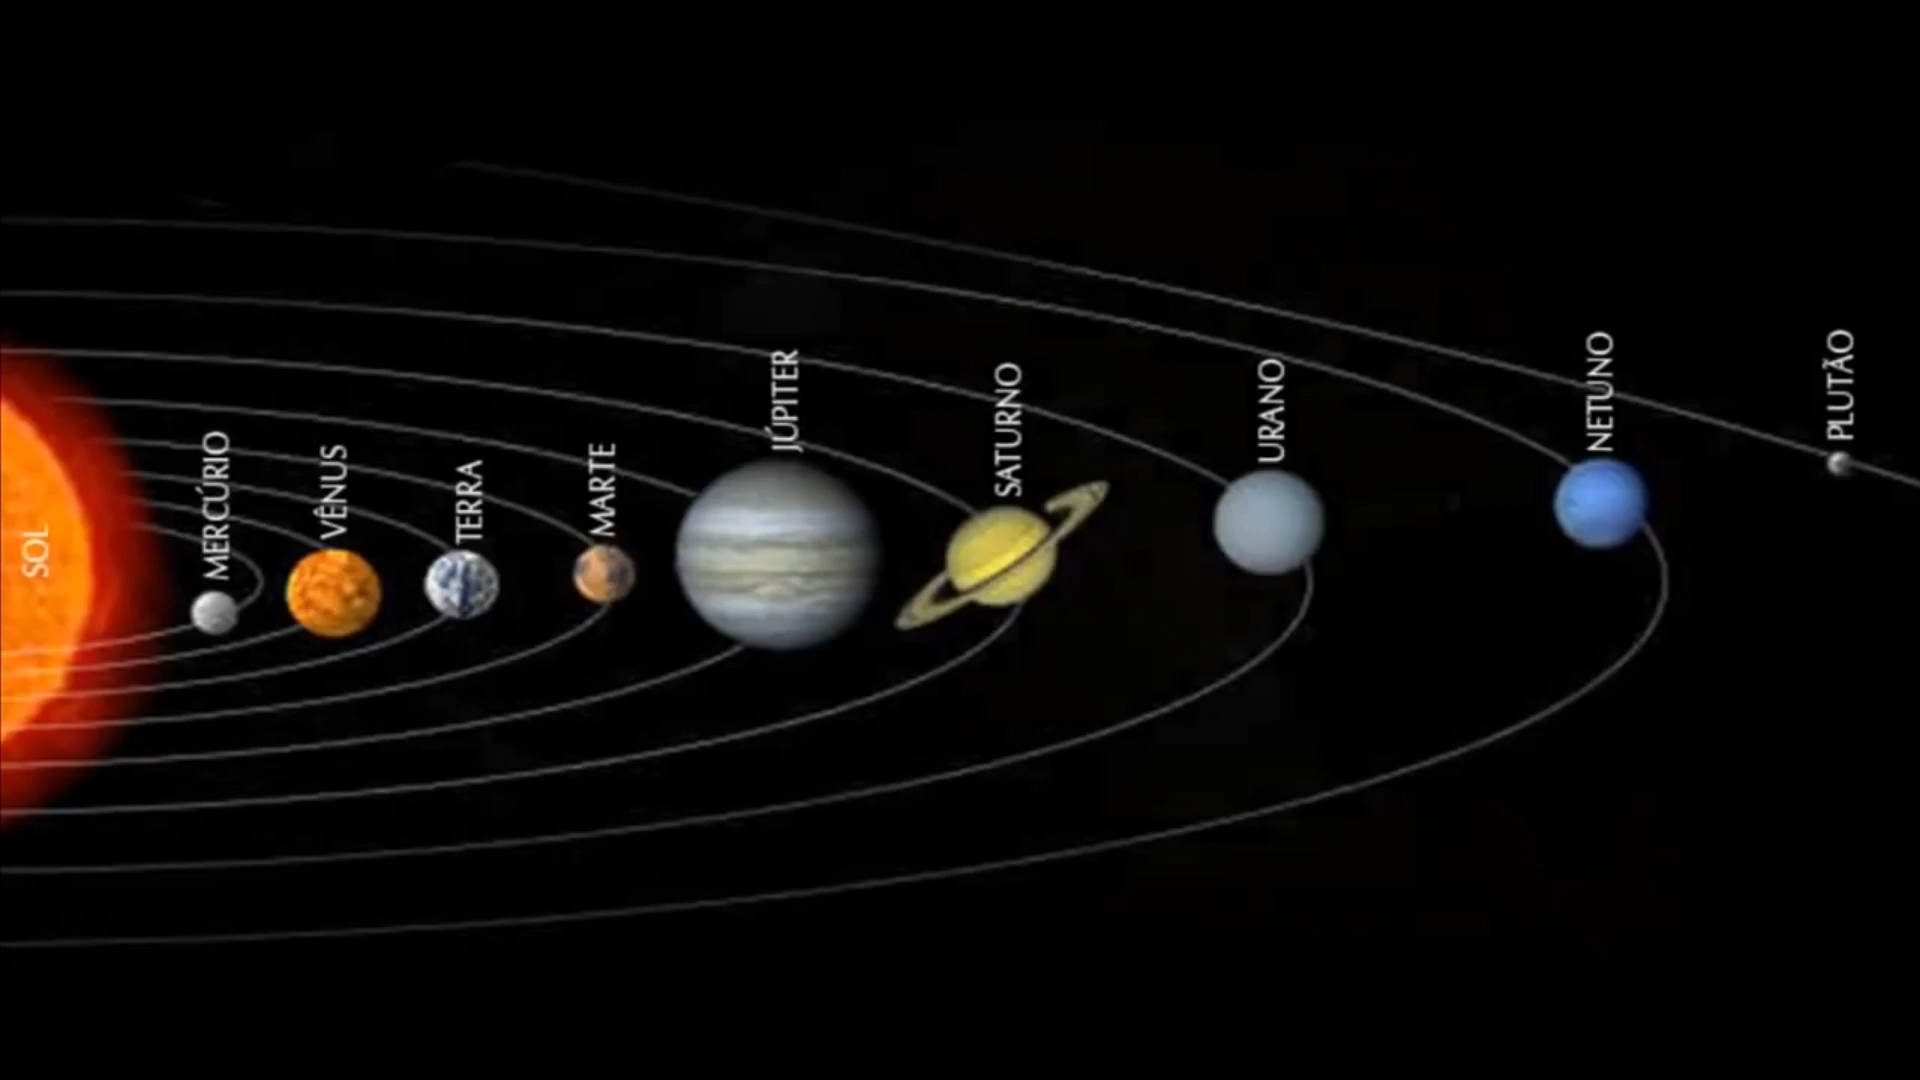 SOL
MERCÚRIO
VÊNUS
TERRA
MARTE
JÚPITER
SATURNO
URANO
NETUNO
PLUTÃO